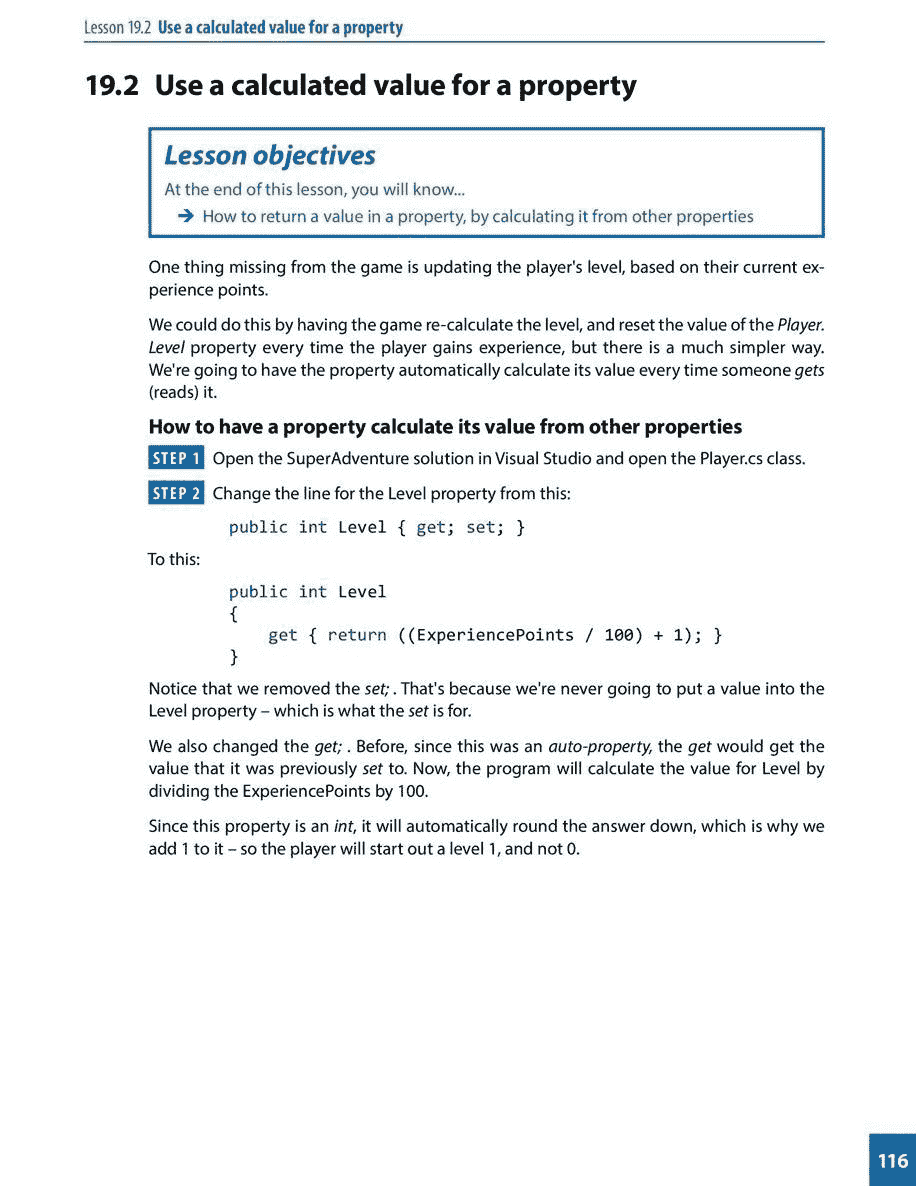 Lesson 19.2 Use a calculated value for a property
19.2 Use a calculated value for a property
Lesson objectives
At the end of this lesson, you will know...
➔ How to return a value in a property, by calculating it from other properties
One thing missing from the game is updating the player's level, based on their current ex-
perience points.
We could do this by having the game re-calculate the level, and reset the value of the Player.
Level property every time the player gains experience, but there is a much simpler way.
We're going to have the property automatically calculate its value every time someone gets
(reads) it.
How to have a property calculate its value from other properties
STEP 1 Open the SuperAdventure solution in Visual Studio and open the Player.cs class.
STEP 2 Change the line for the Level property from this:
public int Level { get; set; }
To this:
public int Level
{
get { return ((ExperiencePoints / 100) + 1); }
}
Notice that we removed the set; . That's because we're never going to put a value into the
Level property – which is what the set is for.
We also changed the get; . Before, since this was an auto-property, the get would get the
value that it was previously set to. Now, the program will calculate the value for Level by
dividing the ExperiencePoints by 100.
Since this property is an int, it will automatically round the answer down, which is why we
add 1 to it – so the player will start out a level 1, and not 0.
116